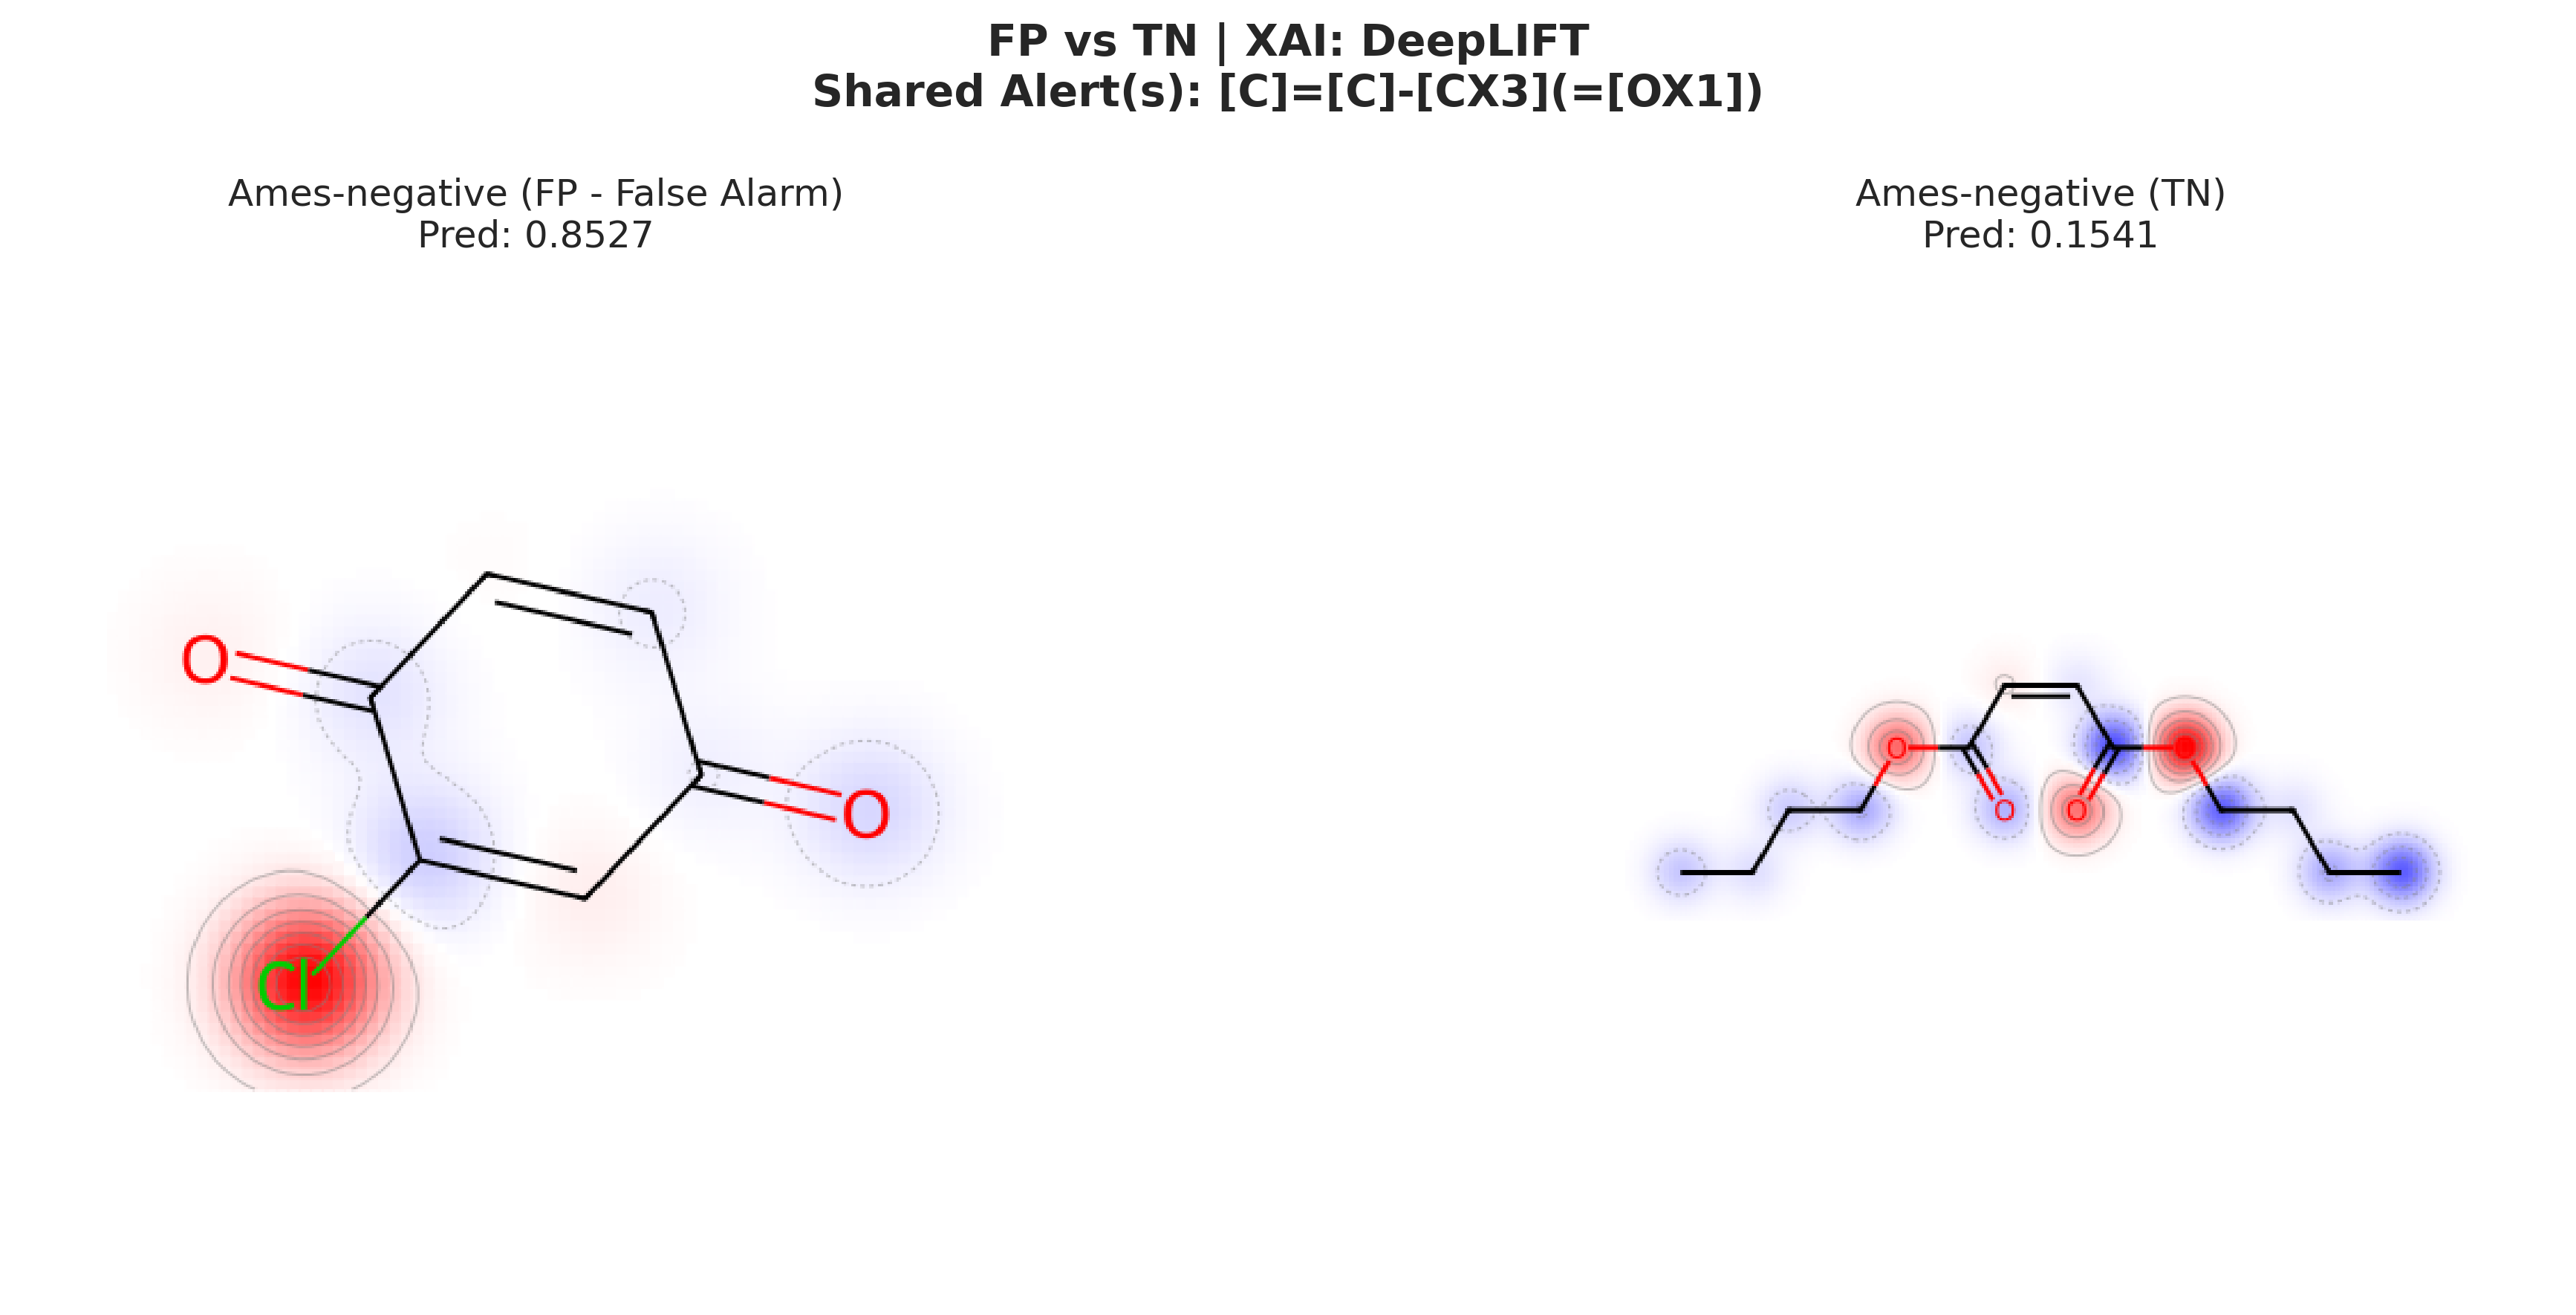 FP vs TN | XAI: DeepLIFT
Shared Alert(s): [C]=[C]-[CX3](=[OX1])
Ames-negative (FP - False Alarm)
Pred: 0.8527
Ames-negative (TN)
Pred: 0.1541
O
O
Cl
O
O
O
O